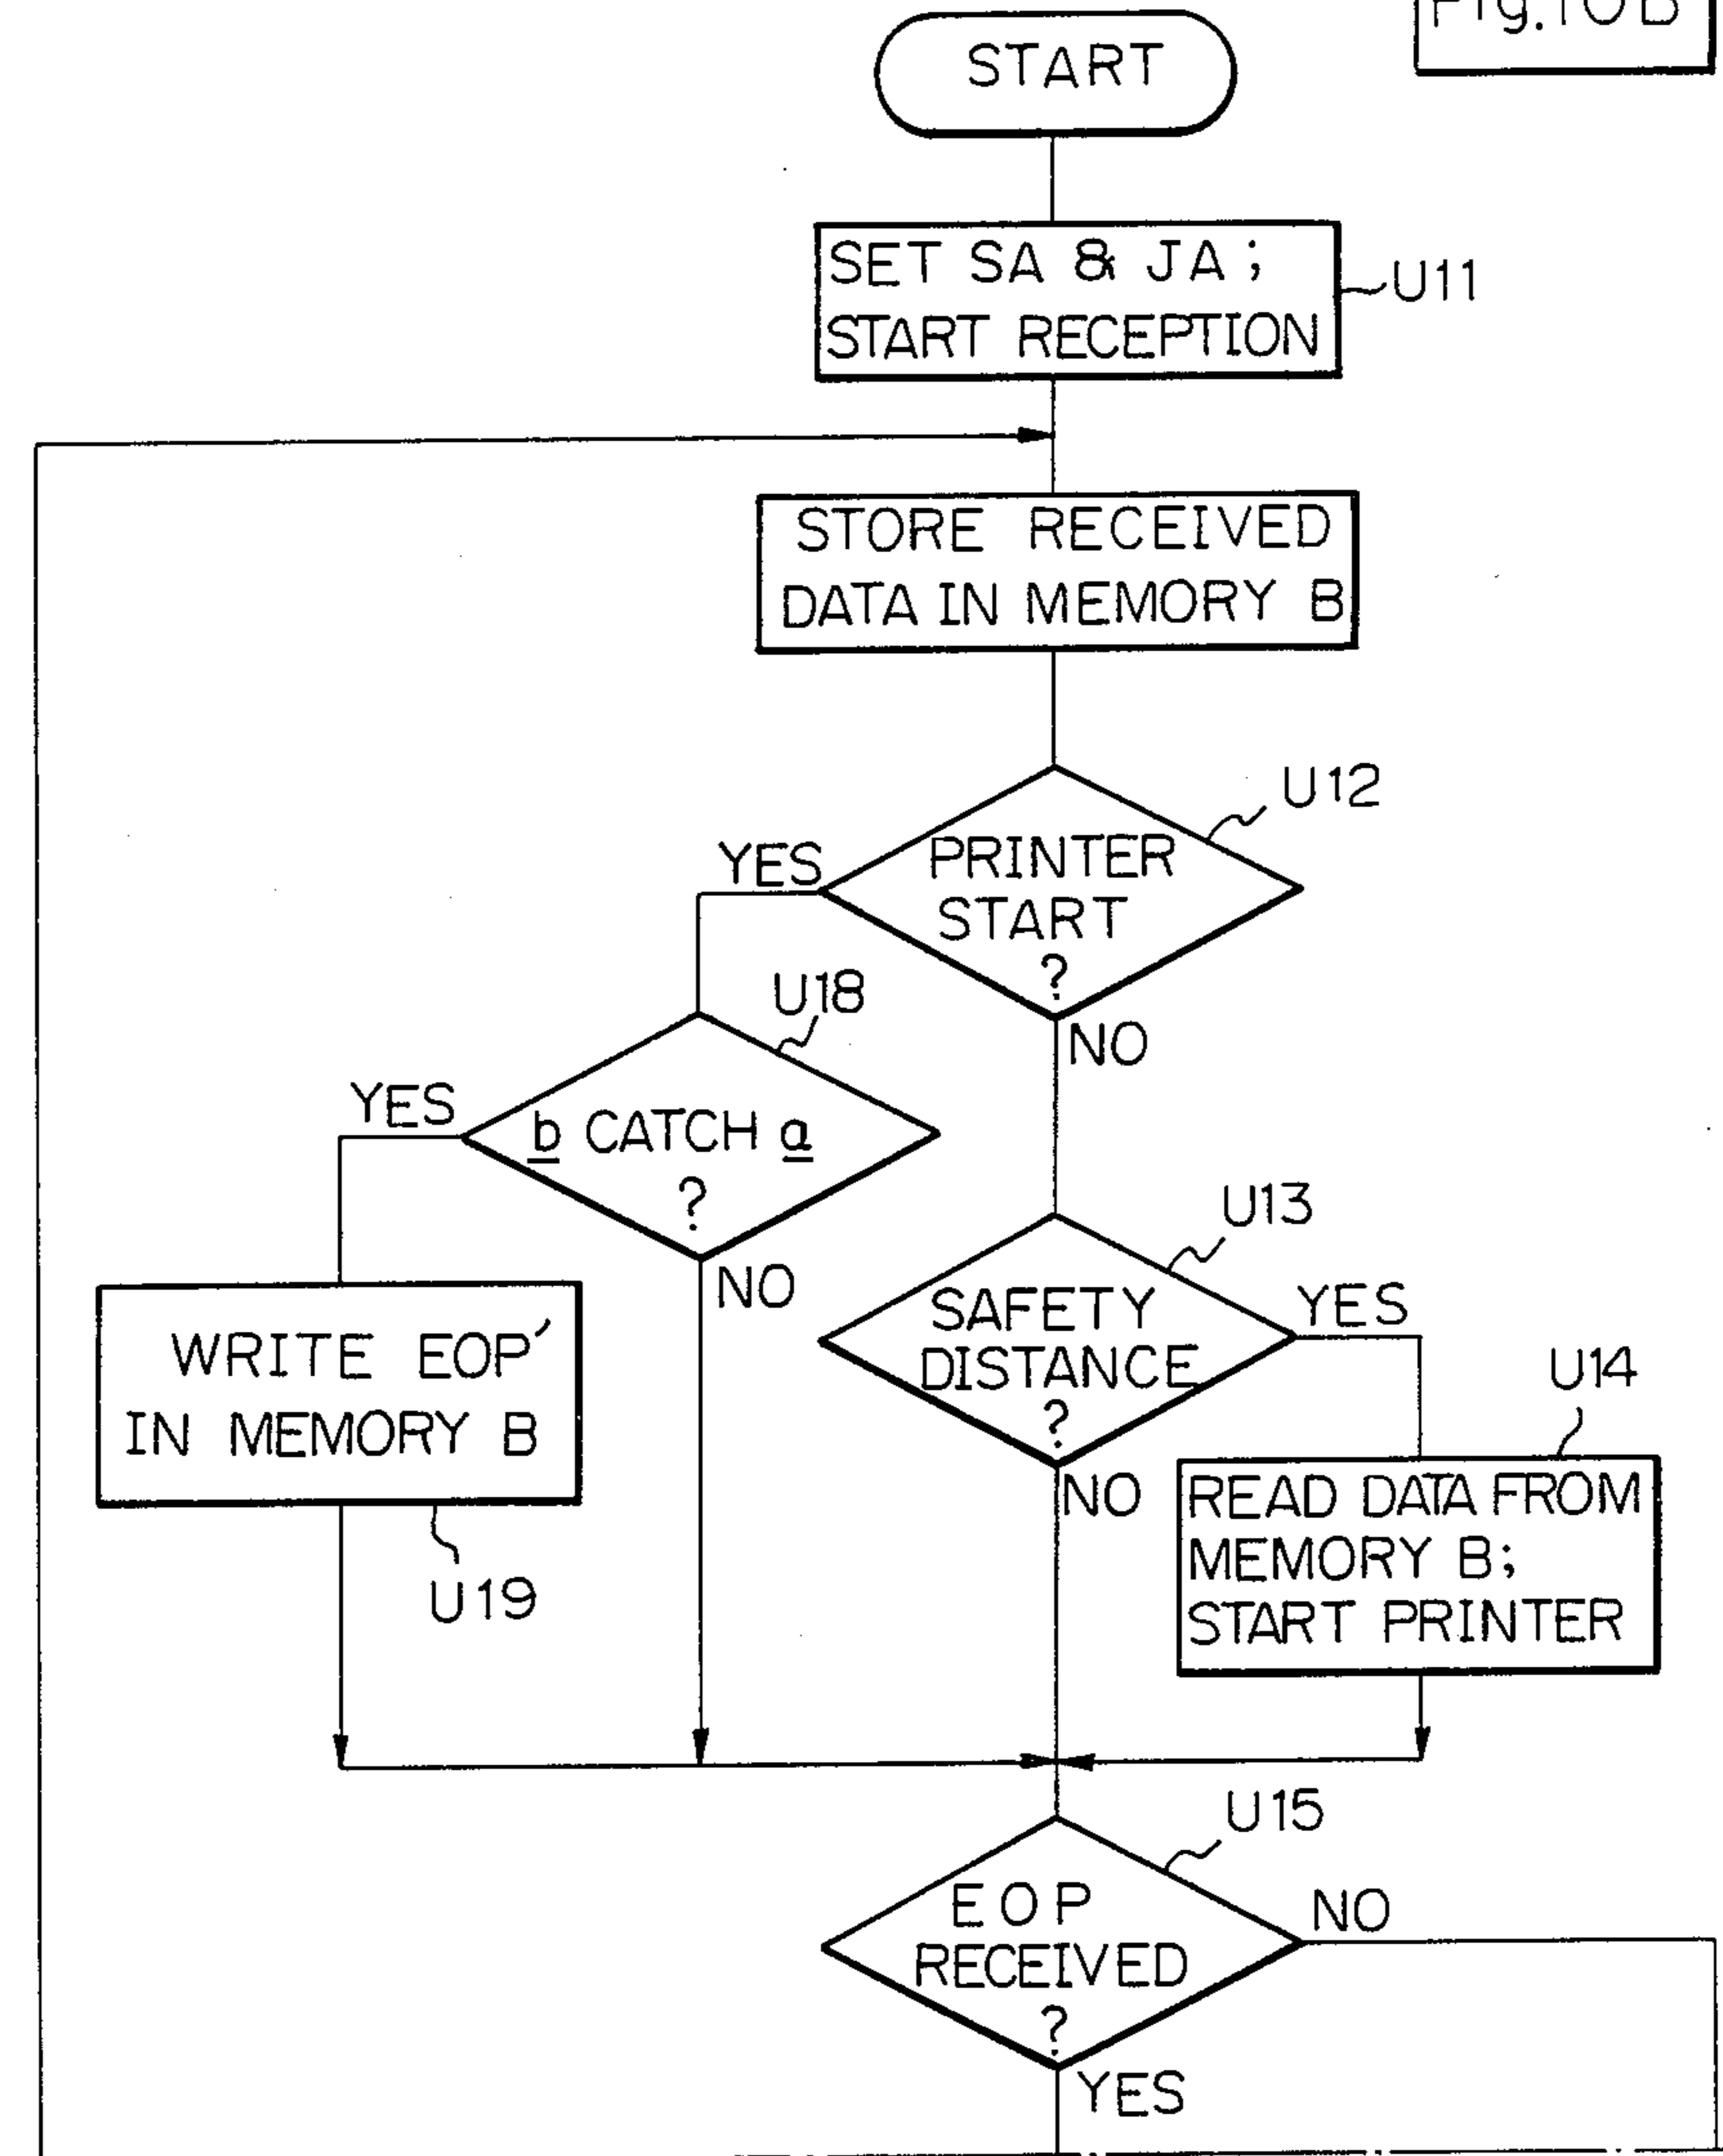 Fig.10B
START
SET SA & JA;
START RECEPTION
U11
STORE RECEIVED
DATA IN MEMORY B
U12
YES
PRINTER
START
?
NO
U18
YES
b CATCH a
?
NO
U13
SAFETY
DISTANCE
?
YES
NO
WRITE EOP'
IN MEMORY B
U19
U14
READ DATA FROM
MEMORY B;
START PRINTER
U15
EOP
RECEIVED
?
NO
YES